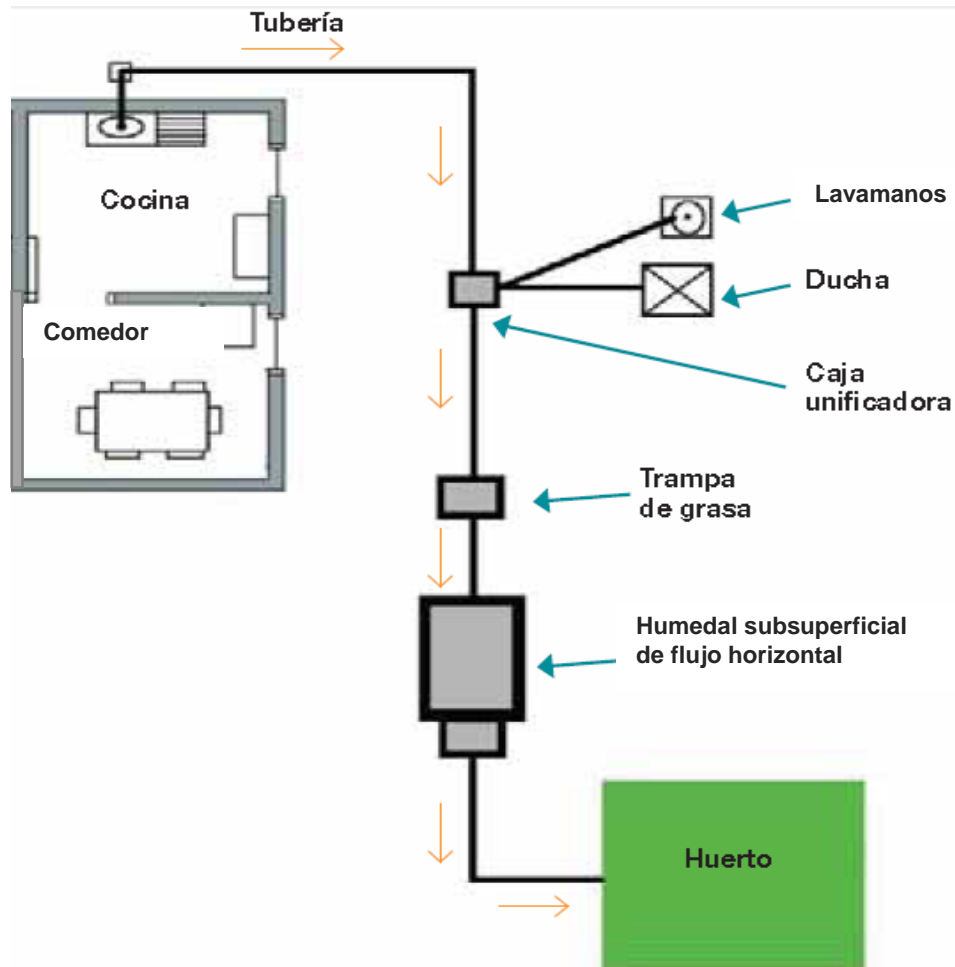 Tubería
Cocina
Lavamanos
Ducha
Comedor
Caja
unificadora
Trampa
de grasa
Humedal subsuperficial
de flujo horizontal
Huerto